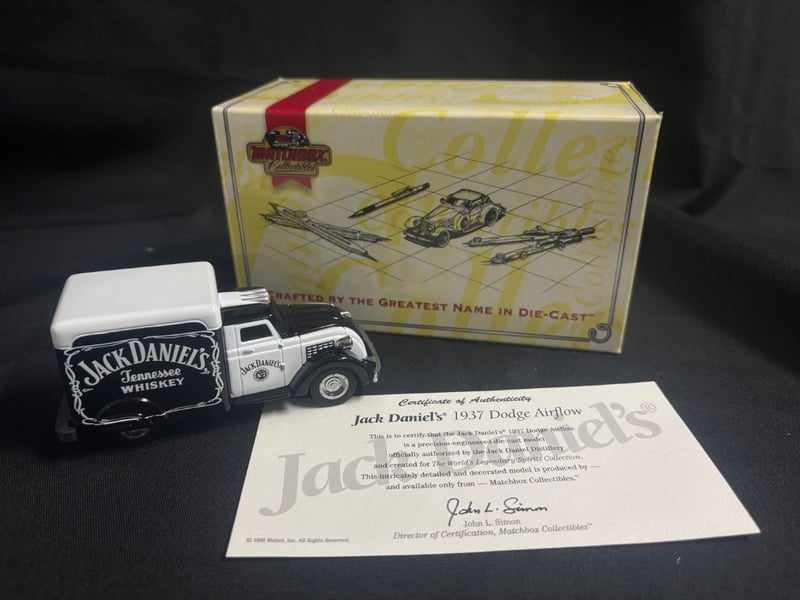 MATCHBOX
Collectibles
Collec
Collectibles
CRAFTED BY THE GREATEST NAME IN DIE-CAST™
JACK DANIEL'S
Tennessee
WHISKEY
JACK DANIEL'S
Certificate of Authenticity
Jack Daniel's® 1937 Dodge Airflow
This is to certify that the Jack Daniel's® 1937 Dodge Airflow
is a precision engineered die-cast model
officially authorized by the Jack Daniel Distillery
and created for The World's Legendary Spirits Collection.
This intricately detailed and decorated model is produced by —
and available only from — Matchbox Collectibles.™
Jack Daniel's®
John L. Simon
John L. Simon
Director of Certification, Matchbox Collectibles™
Mattel, Inc. All Rights Reserved.